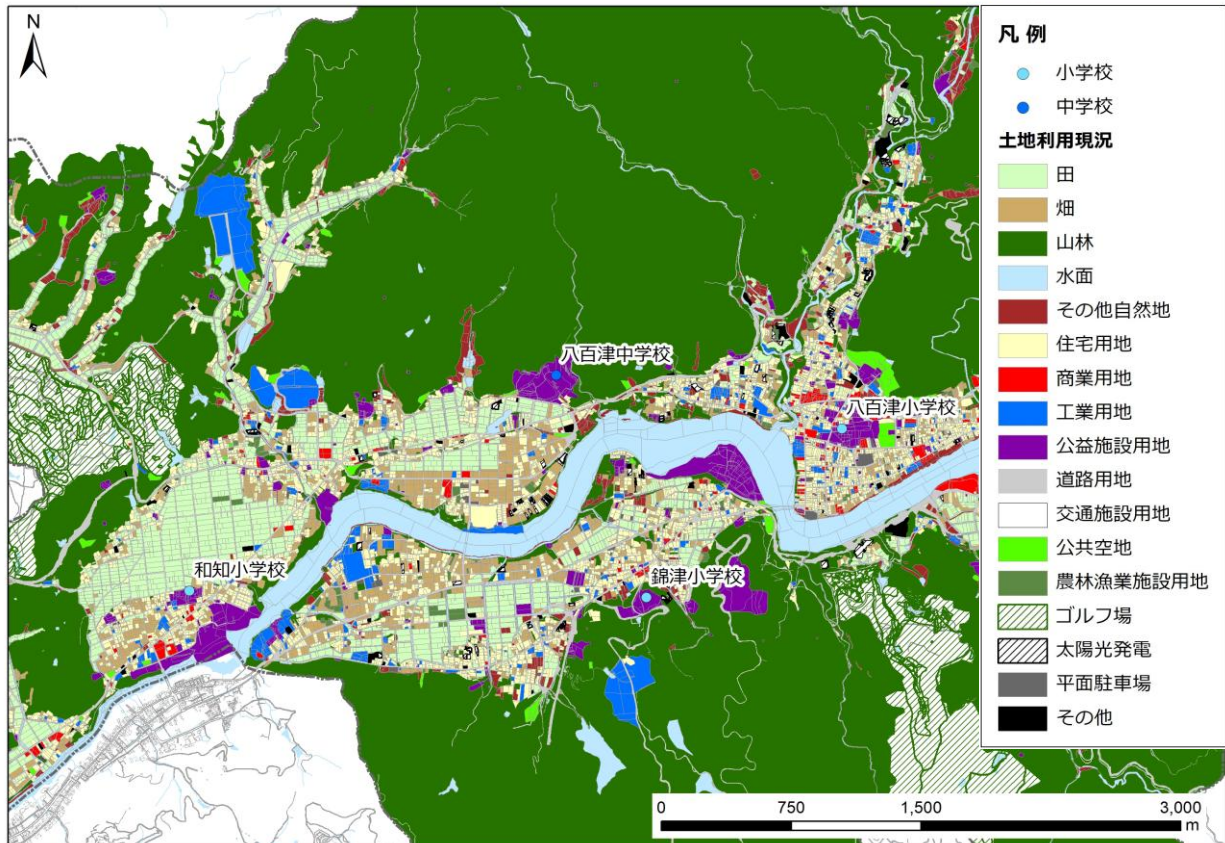 N
八百津中学校
八百津小学校
和知小学校
錦津小学校
凡 例
小学校
中学校
土地利用現況
田
畑
山林
水面
その他自然地
住宅用地
商業用地
工業用地
公益施設用地
道路用地
交通施設用地
公共空地
農林漁業施設用地
ゴルフ場
太陽光発電
平面駐車場
その他
0 750 1,500 3,000
m